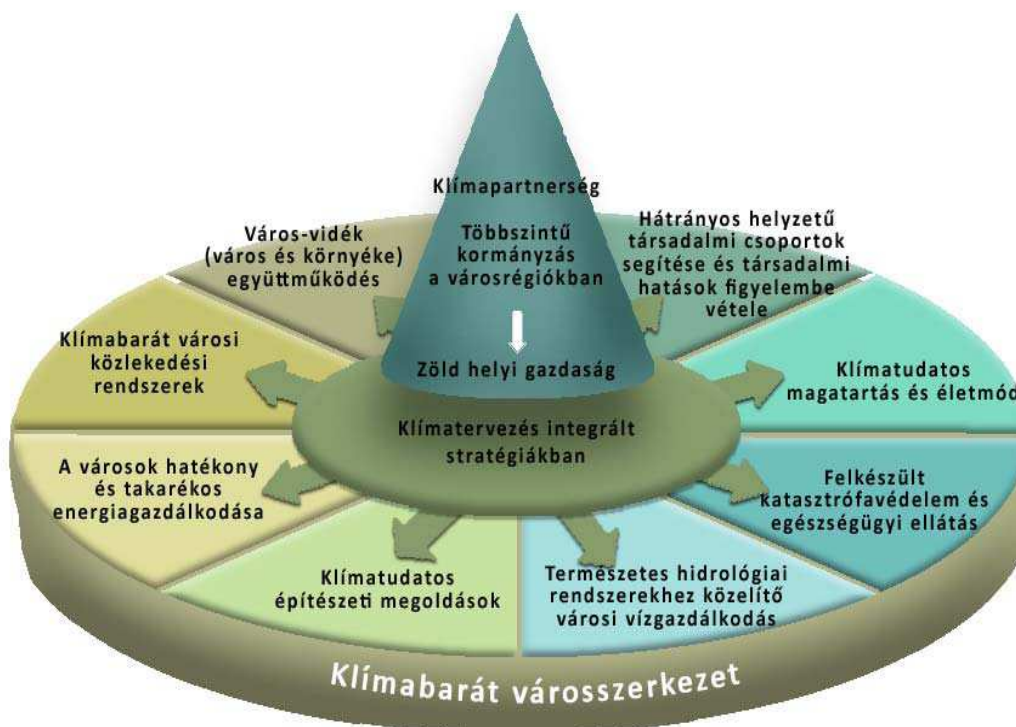 Klímapartnerség
Többszintű
kormányzás
a városrégiókban
Zöld helyi gazdaság
Klímatervezés integrált
stratégiákban
Város-vidék
(város és környéke)
együttműködés
Hátrányos helyzetű
társadalmi csoportok
segítése és társadalmi
hatások figyelembe
vétele
Klímabarát városi
közlekedési
rendszerek
Klímatudatos
magatartás és életmód
A városok hatékony
és takarékos
energiagazdálkodása
Felkészült
katasztrófavédelem és
egészségügyi ellátás
Klímatudatos
építészeti megoldások
Természetes hidrológiai
rendszerekhez közelítő
városi vízgazdálkodás
Klímabarát városszerkezet